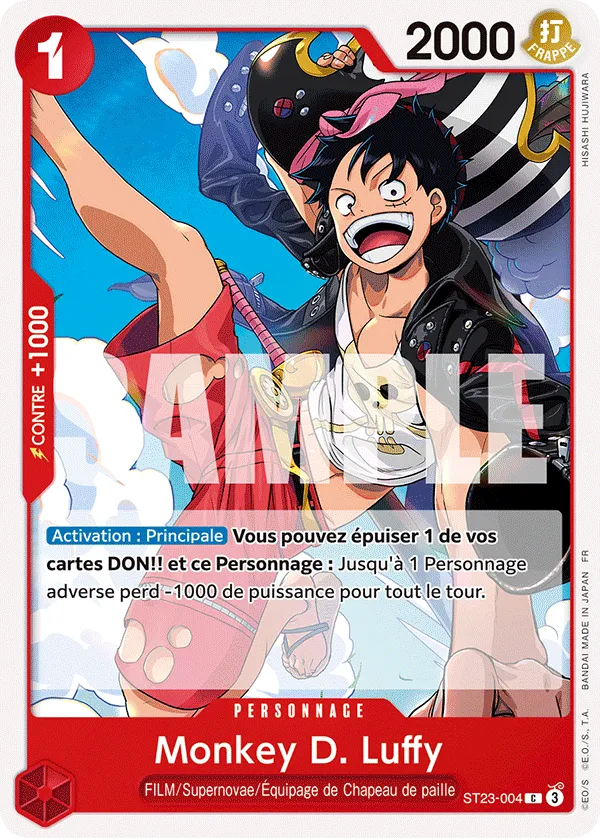 1
2000
打
FRAPPE
HISASHI HUJIWARA
CONTRE +1000
SAMPLE
Activation : Principale Vous pouvez épuiser 1 de vos
cartes DON!! et ce Personnage : Jusqu'à 1 Personnage
adverse perd -1000 de puissance pour tout le tour.
©E.O/S ©E.O./S., T.A. BANDAI MADE IN JAPAN FR
PERSONNAGE
Monkey D. Luffy
FILM/Supernovae/Équipage de Chapeau de paille
ST23-004 C 3